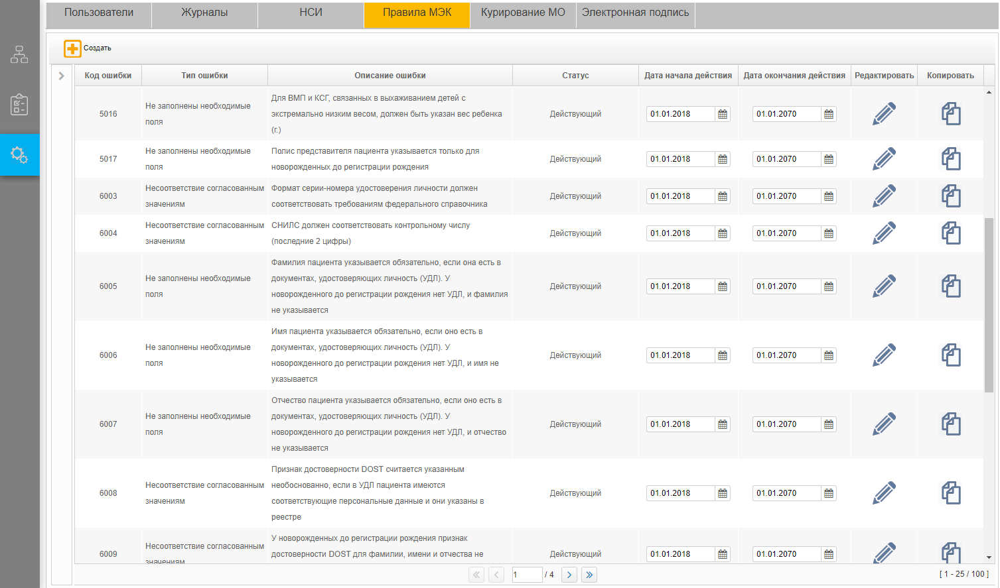 Пользователи Журналы НСИ Правила МЭК Курирование МО Электронная подпись
Создать
Код ошибки Тип ошибки Описание ошибки Статус Дата начала действия Дата окончания действия Редактировать Копировать
5016
Не заполнены необходимые
поля
Для ВМП и КСГ, связанных в выхаживанием детей с
экстремально низким весом, должен быть указан вес ребенка
(г.)
Действующий 01.01.2018 01.01.2070
5017
Не заполнены необходимые
поля
Полис представителя пациента указывается только для
новорожденных до регистрации рождения
Действующий 01.01.2018 01.01.2070
6003
Несоответствие согласованным
значениям
Формат серии-номера удостоверения личности должен
соответствовать требованиям федерального справочника
Действующий 01.01.2018 01.01.2070
6004
Несоответствие согласованным
значениям
СНИЛС должен соответствовать контрольному числу
(последние 2 цифры)
Действующий 01.01.2018 01.01.2070
6005
Не заполнены необходимые
поля
Фамилия пациента указывается обязательно, если она есть в
документах, удостоверяющих личность (УДЛ). У
новорожденного до регистрации рождения нет УДЛ, и фамилия
не указывается
Действующий 01.01.2018 01.01.2070
6006
Не заполнены необходимые
поля
Имя пациента указывается обязательно, если оно есть в
документах, удостоверяющих личность (УДЛ). У
новорожденного до регистрации рождения нет УДЛ, и имя не
указывается
Действующий 01.01.2018 01.01.2070
6007
Не заполнены необходимые
поля
Отчество пациента указывается обязательно, если оно есть в
документах, удостоверяющих личность (УДЛ). У
новорожденного до регистрации рождения нет УДЛ, и отчество
не указывается
Действующий 01.01.2018 01.01.2070
6008
Несоответствие согласованным
значениям
Признак достоверности DOST считается указанным
необоснованно, если в УДЛ пациента имеются
соответствующие персональные данные и они указаны в
реестре
Действующий 01.01.2018 01.01.2070
6009
Несоответствие согласованным
значениям
У новорожденных до регистрации рождения признак
достоверности DOST для фамилии, имени и отчества не
Действующий 01.01.2018 01.01.2070
1 / 4
[ 1 - 25 / 100 ]